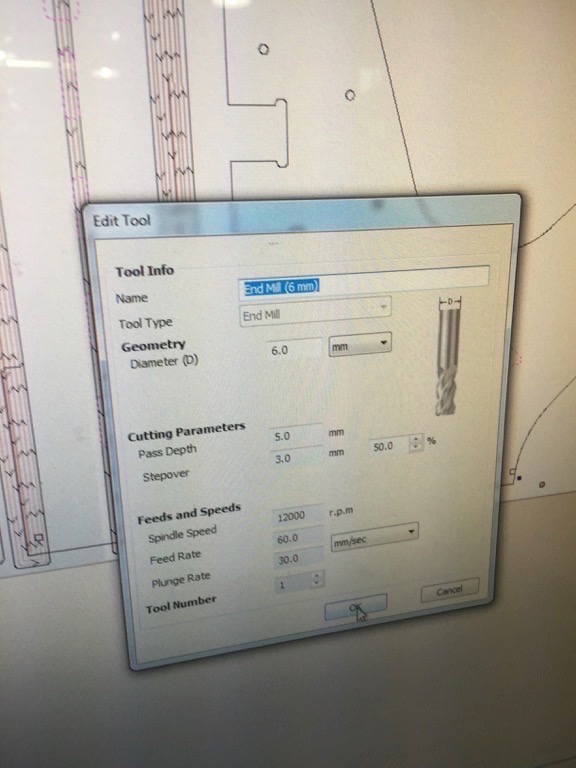 Edit Tool
Tool Info
Name End Mill (6 mm)
Tool Type End Mill
Geometry
Diameter (D) 6.0 mm
D
Cutting Parameters
Pass Depth 5.0 mm
Stepover 3.0 mm 50.0 %
Feeds and Speeds
Spindle Speed 12000 r.p.m
Feed Rate 60.0 mm/sec
Plunge Rate 30.0
Tool Number 1
OK Cancel